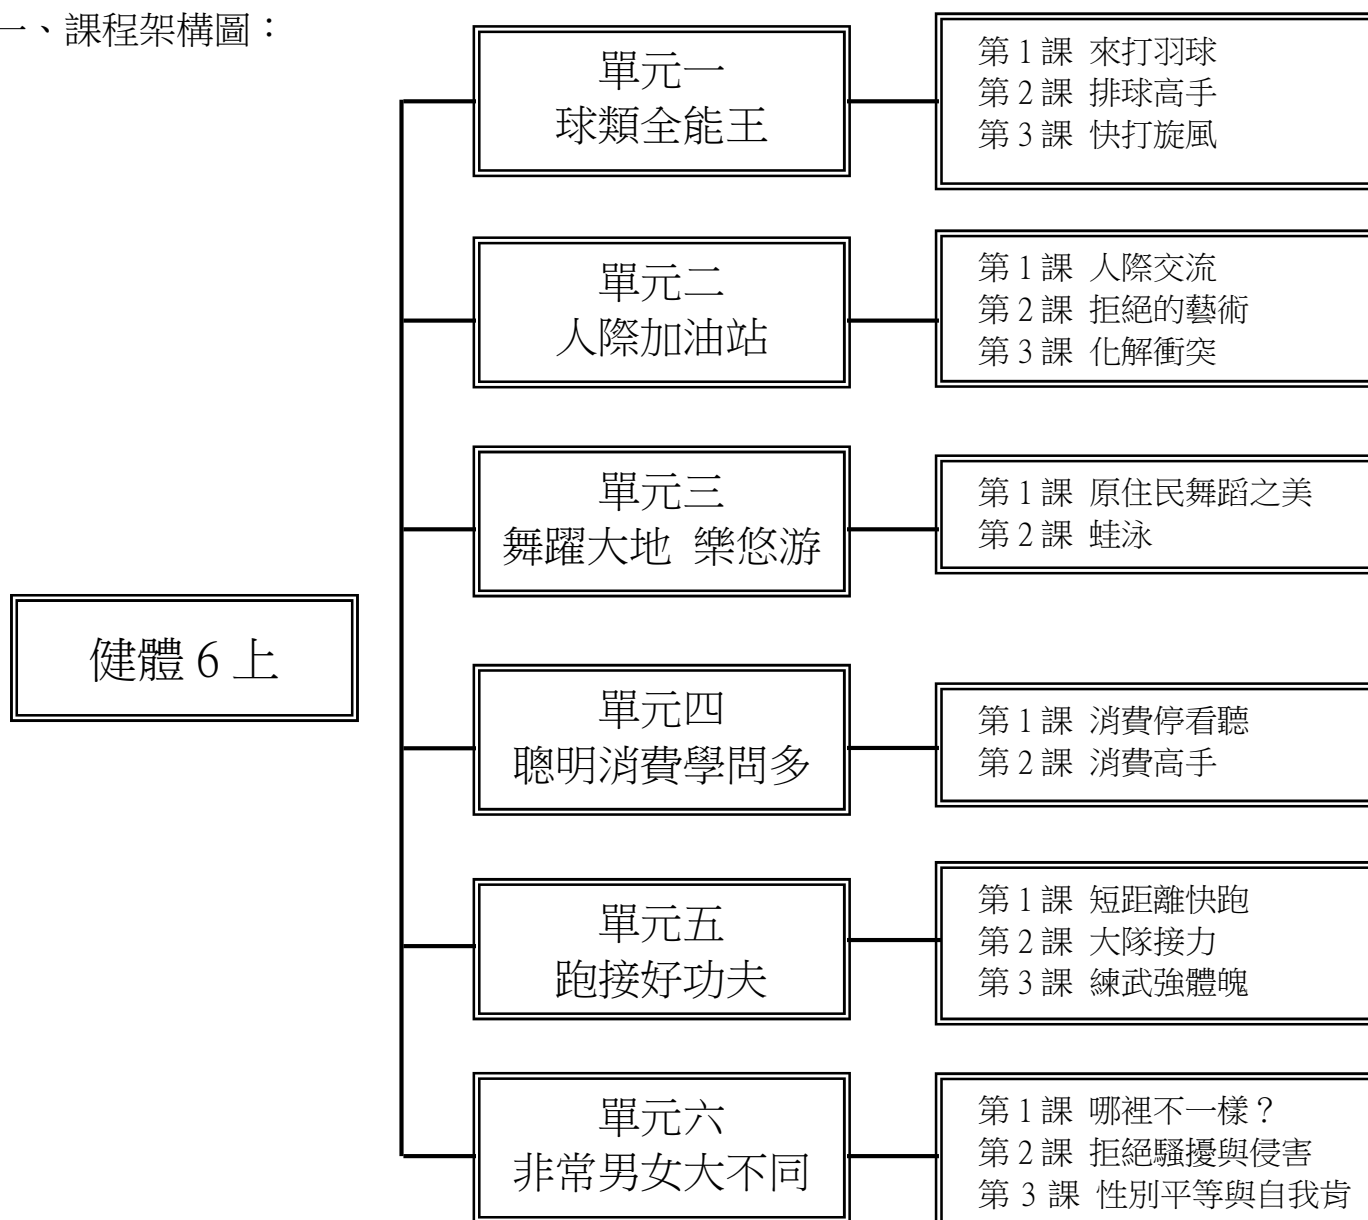 一、課程架構圖：
健體 6 上
單元一
球類全能王
第 1 課 來打羽球
第 2 課 排球高手
第 3 課 快打旋風
單元二
人際加油站
第 1 課 人際交流
第 2 課 拒絕的藝術
第 3 課 化解衝突
單元三
舞躍大地 樂悠游
第 1 課 原住民舞蹈之美
第 2 課 蛙泳
單元四
聰明消費學問多
第 1 課 消費停看聽
第 2 課 消費高手
單元五
跑接好功夫
第 1 課 短距離快跑
第 2 課 大隊接力
第 3 課 練武強體魄
單元六
非常男女大不同
第 1 課 哪裡不一樣？
第 2 課 拒絕騷擾與侵害
第 3 課 性別平等與自我肯